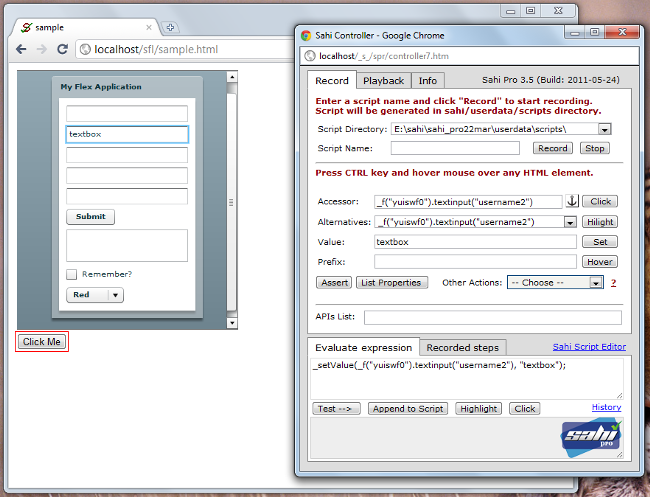 sample
localhost/sfl/sample.html
My Flex Application
textbox
Submit
Remember?
Red
Click Me
Sahi Controller - Google Chrome
localhost/_s_/spr/controller7.htm
Record Playback Info Sahi Pro 3.5 (Build: 2011-05-24)
Enter a script name and click "Record" to start recording.
Script will be generated in sahi/userdata/scripts directory.
Script Directory: E:\sahi\sahi_pro22mar\userdata\scripts\
Script Name: Record Stop
Press CTRL key and hover mouse over any HTML element.
Accessor: _f("yuiswf0").textinput("username2") Click
Alternatives: _f("yuiswf0").textinput("username2") Hilight
Value: textbox Set
Prefix: Hover
Assert List Properties Other Actions: -- Choose -- ?
APIs List:
Evaluate expression Recorded steps Sahi Script Editor
_setValue(_f("yuiswf0").textinput("username2"), "textbox");
Test --> Append to Script Highlight Click History
sahi
pro